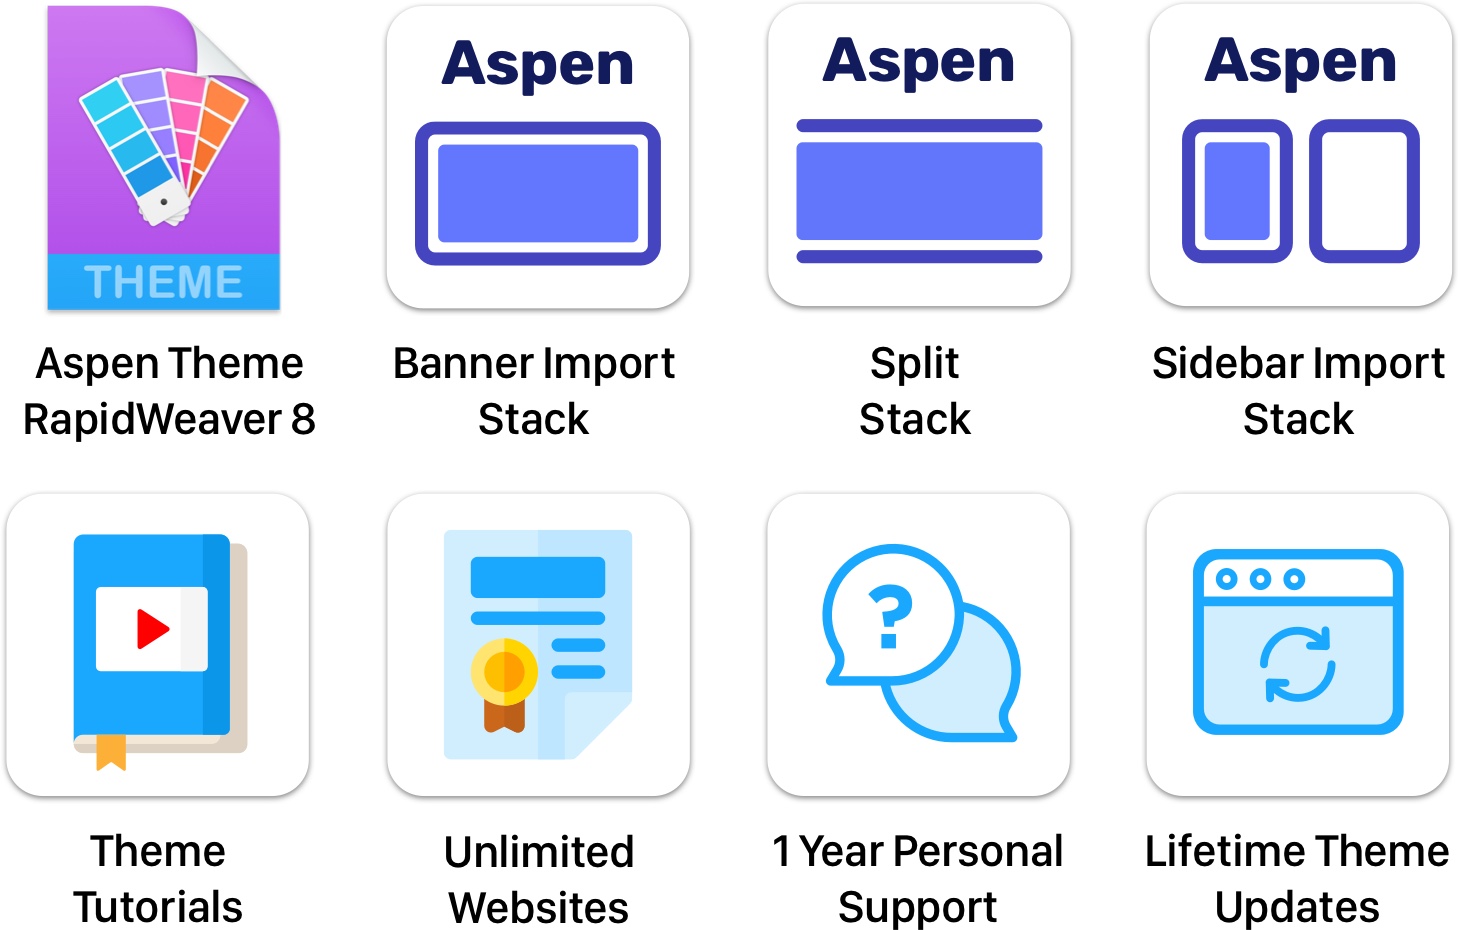 Aspen
Aspen
Aspen
THEME
Aspen Theme
RapidWeaver 8
Banner Import
Stack
Split
Stack
Sidebar Import
Stack
?
Theme
Tutorials
Unlimited
Websites
1 Year Personal
Support
Lifetime Theme
Updates